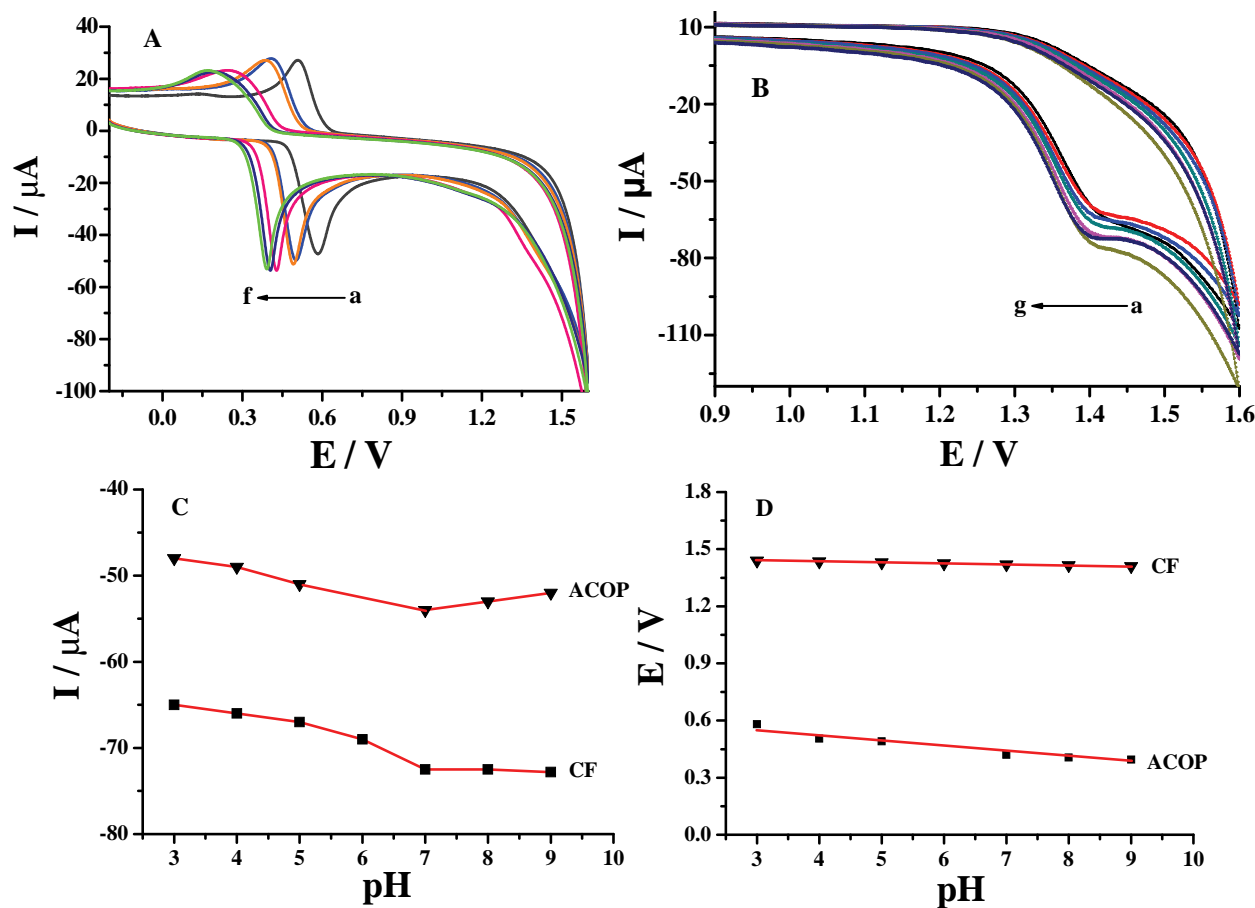 A
I / μA
40
20
0
-20
-40
-60
-80
-100
f
a
0.0
0.3
0.6
0.9
1.2
1.5
E / V
B
I / μA
10
-20
-50
-80
-110
g
a
0.9
1.0
1.1
1.2
1.3
1.4
1.5
1.6
E / V
C
I / μA
-40
-50
-60
-70
-80
ACOP
CF
3
4
5
6
7
8
9
10
pH
D
E / V
1.8
1.5
1.2
0.9
0.6
0.3
0.0
CF
ACOP
3
4
5
6
7
8
9
10
pH